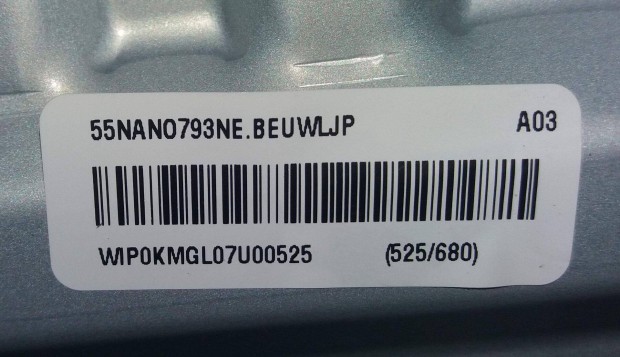 55NANO793NE.BEUWLJP A03
WIP0KMGL07U00525 (525/680)